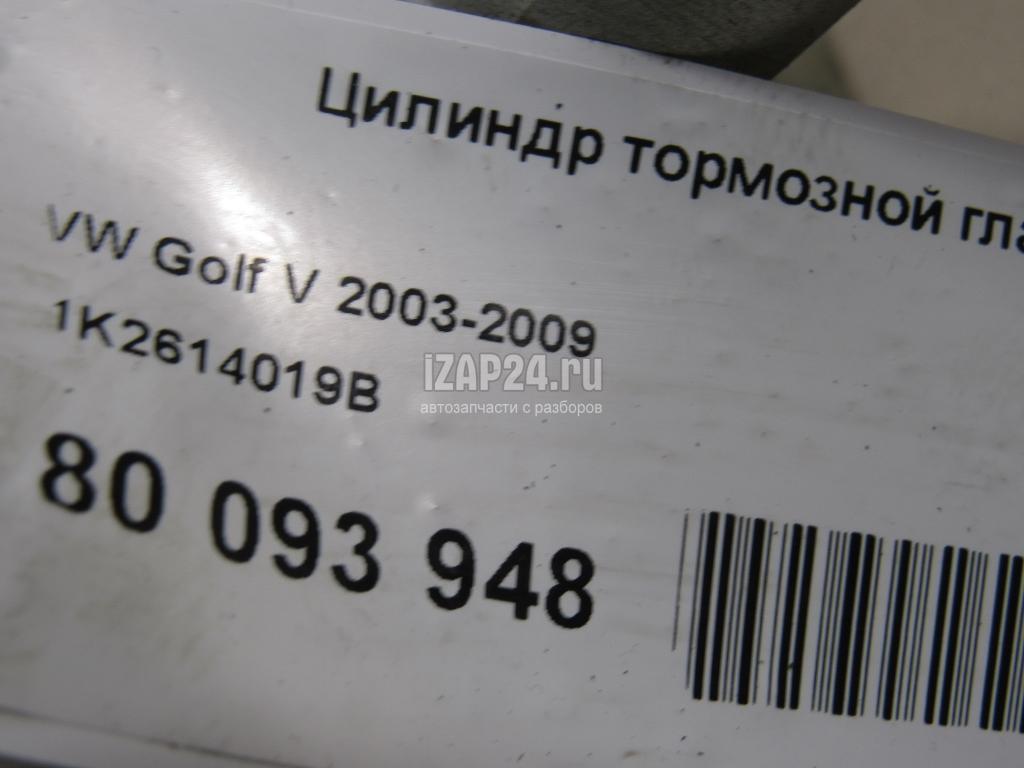 Цилиндр тормозной гла
VW Golf V 2003-2009
1K2614019B
iZAP24.ru
автозапчасти с разборов
80 093 948